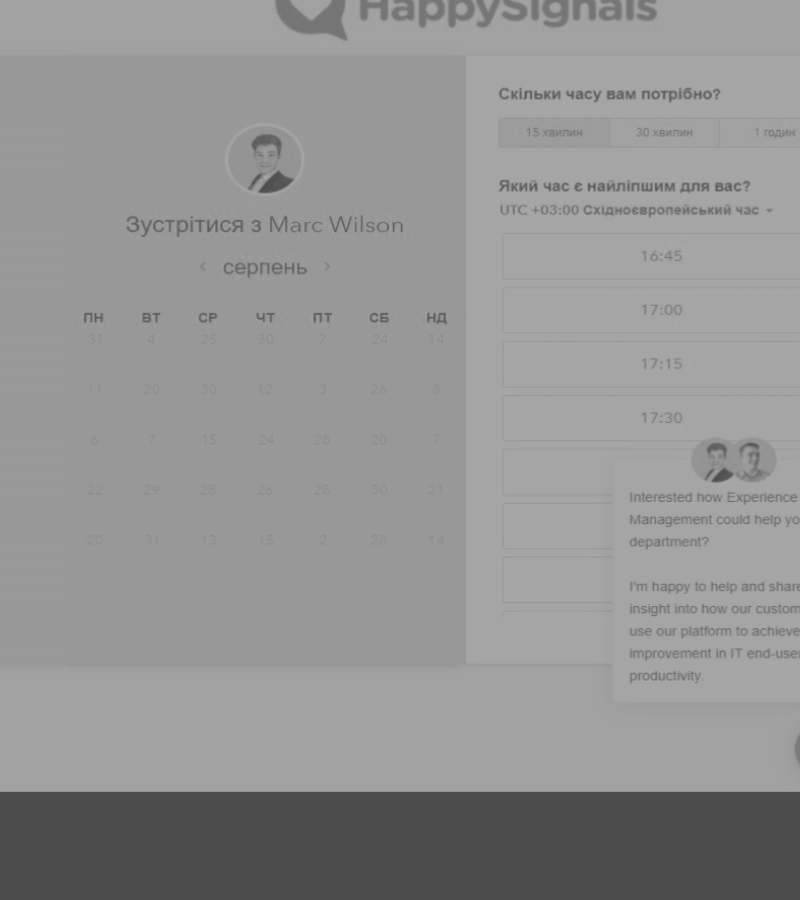 HappySignals
Зустрітися з Marc Wilson
серпень
ПН ВТ СР ЧТ ПТ СБ НД
31 4 25 30 7 24 14
11 20 30 12 3 26 8
6 7 15 24 28 20 7
22 29 28 26 28 30 21
20 31 13 15 2 28 14
Скільки часу вам потрібно?
15 хвилин 30 хвилин 1 годин
Який час є найліпшим для вас?
UTC +03:00 Східноєвропейський час
16:45
17:00
17:15
17:30
Interested how Experience
Management could help yo
department?
I'm happy to help and share
insight into how our custom
use our platform to achieve
improvement in IT end-use
productivity.